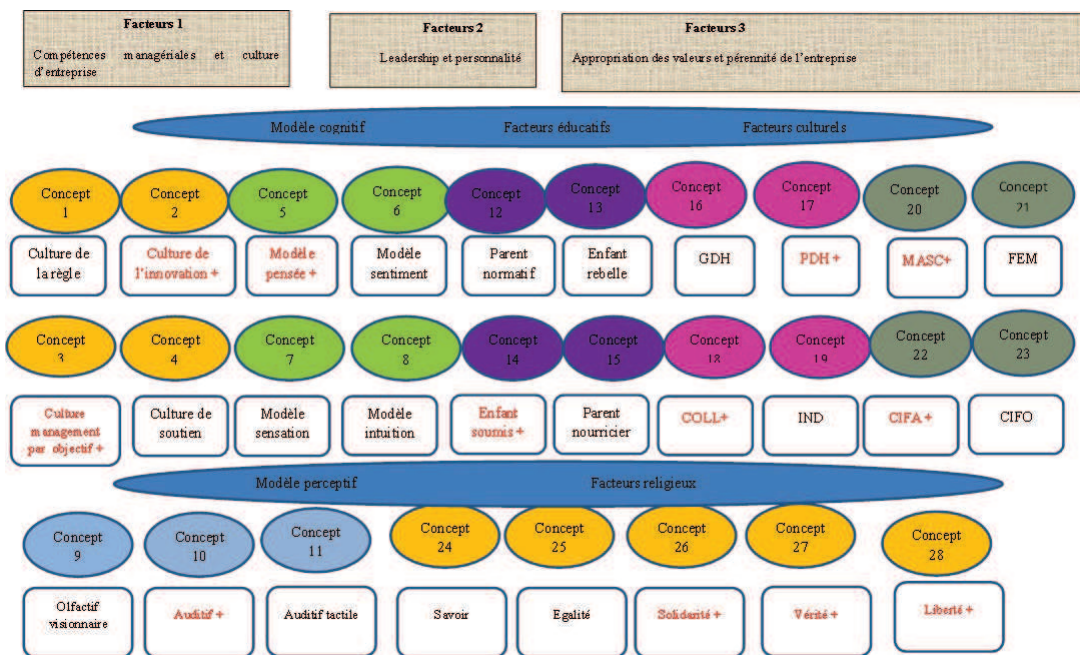 Facteurs 1
Compétences managériales et culture
d'entreprise
Facteurs 2
Leadership et personnalité
Facteurs 3
Appropriation des valeurs et pérennité de l'entreprise
Modèle cognitif Facteurs éducatifs Facteurs culturels
Concept
1
Concept
2
Concept
5
Concept
6
Concept
12
Concept
13
Concept
16
Concept
17
Concept
20
Concept
21
Culture de
la règle
Culture de
l'innovation +
Modèle
pensée +
Modèle
sentiment
Parent
normatif
Enfant
rebelle
GDH
PDH +
MASC+
FEM
Concept
3
Concept
4
Concept
7
Concept
8
Concept
14
Concept
15
Concept
18
Concept
19
Concept
22
Concept
23
Culture
management
par objectif +
Culture de
soutien
Modèle
sensation
Modèle
intuition
Enfant
soumis +
Parent
nourricier
COLL+
IND
CIFA +
CIFO
Modèle perceptif Facteurs religieux
Concept
9
Concept
10
Concept
11
Concept
24
Concept
25
Concept
26
Concept
27
Concept
28
Olfactif
visionnaire
Auditif +
Auditif tactile
Savoir
Egalité
Solidarité +
Vérité +
Liberté +